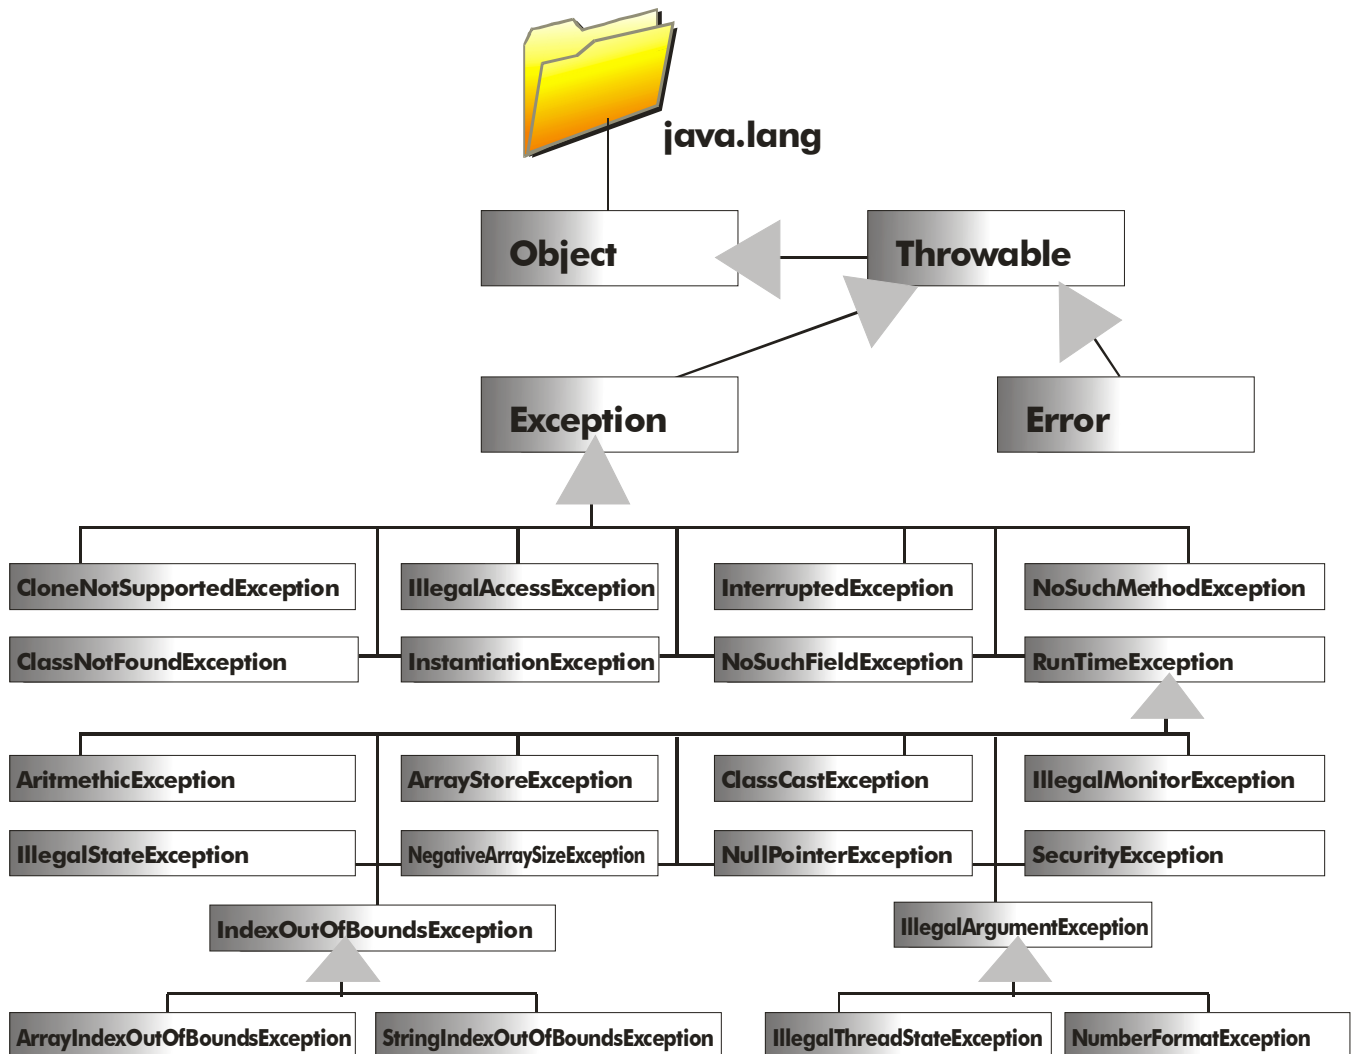 java.lang
Object
Throwable
Exception
Error
CloneNotSupportedException
IllegalAccessException
InterruptedException
NoSuchMethodException
ClassNotFoundException
InstantiationException
NoSuchFieldException
RunTimeException
AritmethicException
ArrayStoreException
ClassCastException
IllegalMonitorException
IllegalStateException
NegativeArraySizeException
NullPointerException
SecurityException
IndexOutOfBoundsException
IllegalArgumentException
ArrayIndexOutOfBoundsException
StringIndexOutOfBoundsException
IllegalThreadStateException
NumberFormatException